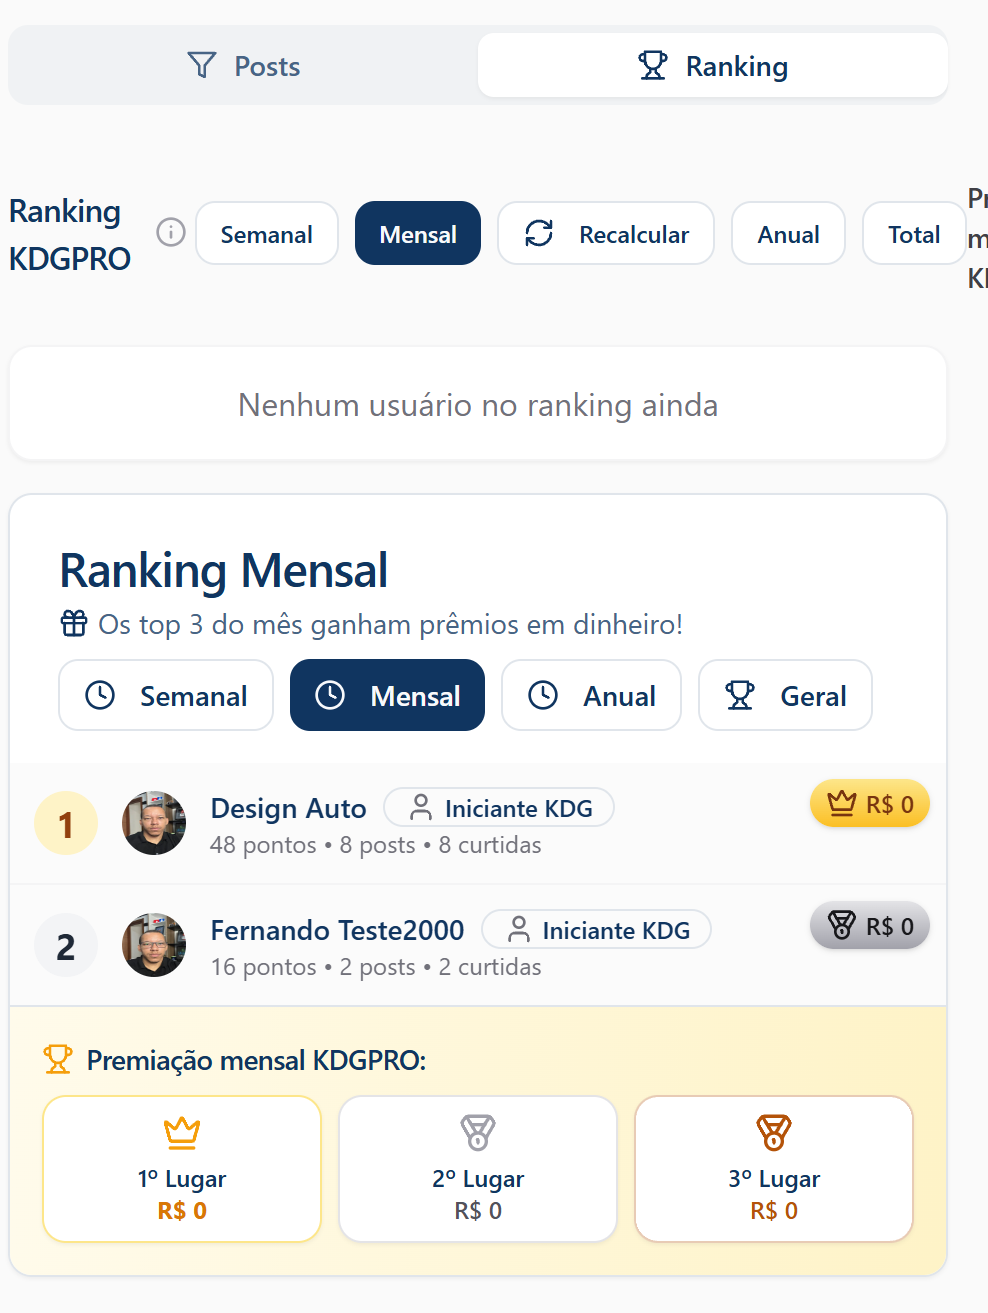 Posts
Ranking
Ranking
KDGPRO
Semanal
Mensal
Recalcular
Anual
Total
Nenhum usuário no ranking ainda
Ranking Mensal
Os top 3 do mês ganham prêmios em dinheiro!
Semanal
Mensal
Anual
Geral
1
Design Auto
Iniciante KDG
R$ 0
48 pontos • 8 posts • 8 curtidas
2
Fernando Teste2000
Iniciante KDG
R$ 0
16 pontos • 2 posts • 2 curtidas
Premiação mensal KDGPRO:
1º Lugar
R$ 0
2º Lugar
R$ 0
3º Lugar
R$ 0